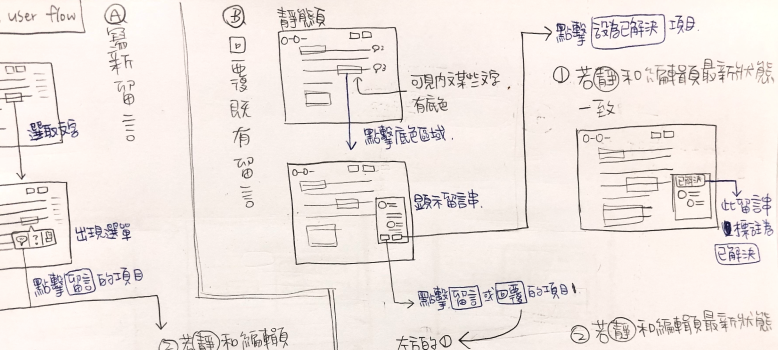 user flow
Ⓐ 寫新留言
選取文字
出現選單
點擊 留言 的項目
② 若靜和編輯頁
Ⓑ 回覆既有留言
靜態頁
可見內文某些文字,
有底色
點擊底色區域.
顯示留言串.
點擊 留言 或 回覆 的項目
左方的①
點擊 設為已解決 項目
① 若靜和編輯頁最新狀態
一致
已解決
此留言串
標註為
已解決
② 若靜和編輯頁最新狀態